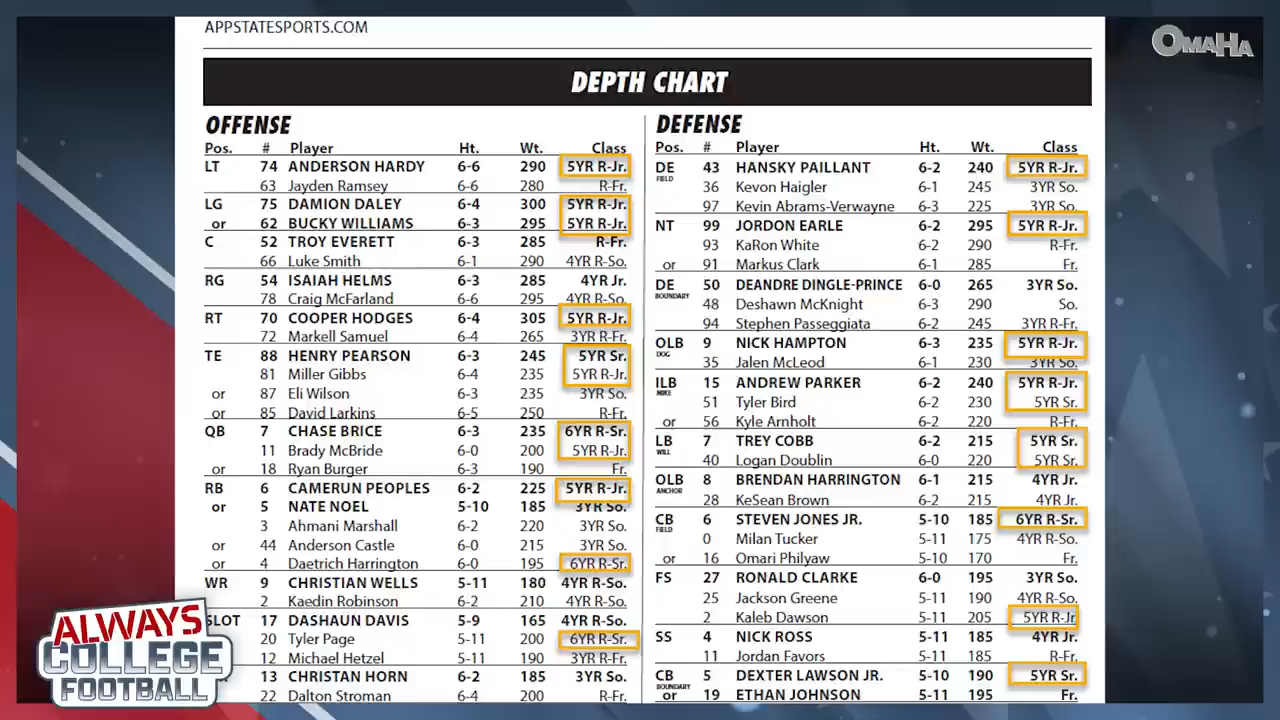 APPSTATESPORTS.COM
OMAHA
DEPTH CHART
OFFENSE
Pos. # Player Ht. Wt. Class
LT 74 ANDERSON HARDY 6-6 290 5YR R-Jr.
63 Jayden Ramsey 6-6 280 R-Fr.
LG 75 DAMION DALEY 6-4 300 5YR R-Jr.
or 62 BUCKY WILLIAMS 6-3 295 5YR R-Jr.
C 52 TROY EVERETT 6-3 285 R-Fr.
66 Luke Smith 6-1 290 4YR R-So.
RG 54 ISAIAH HELMS 6-3 285 4YR Jr.
78 Craig McFarland 6-6 295 4YR R-So.
RT 70 COOPER HODGES 6-4 305 5YR R-Jr.
72 Markell Samuel 6-4 265 3YR R-Fr.
TE 88 HENRY PEARSON 6-3 245 5YR Sr.
81 Miller Gibbs 6-4 235 5YR R-Jr.
or 87 Eli Wilson 6-3 235 3YR So.
or 85 David Larkins 6-5 250 R-Fr.
QB 7 CHASE BRICE 6-3 235 6YR R-Sr.
11 Brady McBride 6-0 200 5YR R-Jr.
or 18 Ryan Burger 6-3 190 Fr.
RB 6 CAMERUN PEOPLES 6-2 225 5YR R-Jr.
or 5 NATE NOEL 5-10 185 3YR So.
3 Ahmani Marshall 6-2 220 3YR So.
or 44 Anderson Castle 6-0 215 3YR So.
or 4 Daetrich Harrington 6-0 195 6YR R-Sr.
WR 9 CHRISTIAN WELLS 5-11 180 4YR R-So.
2 Kaedin Robinson 6-2 210 4YR R-So.
SLOT 17 DASHAUN DAVIS 5-9 165 4YR R-So.
20 Tyler Page 5-11 200 6YR R-Sr.
12 Michael Hetzel 5-11 190 3YR R-Fr.
13 CHRISTAN HORN 6-2 185 3YR So.
22 Dalton Stroman 6-4 200 R-Fr.
DEFENSE
Pos. # Player Ht. Wt. Class
DE 43 HANSKY PAILLANT 6-2 240 5YR R-Jr.
FIELD 36 Kevon Haigler 6-1 245 3YR So.
97 Kevin Abrams-Verwayne 6-3 225 3YR So.
NT 99 JORDON EARLE 6-2 295 5YR R-Jr.
93 KaRon White 6-2 290 R-Fr.
or 91 Markus Clark 6-1 285 Fr.
DE 50 DEANDRE DINGLE-PRINCE 6-0 265 3YR So.
BOUNDARY 48 Deshawn McKnight 6-3 290 So.
94 Stephen Passeggiata 6-2 245 3YR R-Fr.
OLB 9 NICK HAMPTON 6-3 235 5YR R-Jr.
DOG 35 Jalen McLeod 6-1 235 3YR So.
ILB 15 ANDREW PARKER 6-2 240 5YR R-Jr.
MIKE 51 Tyler Bird 6-2 230 5YR Sr.
or 56 Kyle Arnholt 6-2 220 R-Fr.
LB 7 TREY COBB 6-2 215 5YR Sr.
WILL 40 Logan Doublin 6-0 220 5YR Sr.
OLB 8 BRENDAN HARRINGTON 6-1 215 4YR Jr.
ANCHOR 28 KeSean Brown 6-2 215 4YR Jr.
CB 6 STEVEN JONES JR. 5-10 185 6YR R-Sr.
FIELD 0 Milan Tucker 5-11 175 4YR R-So.
or 16 Omari Philyaw 5-10 170 Fr.
FS 27 RONALD CLARKE 6-0 195 3YR So.
25 Jackson Greene 5-11 190 4YR R-So.
2 Kaleb Dawson 5-11 205 5YR R-Jr
SS 4 NICK ROSS 5-11 185 4YR Jr.
11 Jordan Favors 5-11 185 R-Fr.
CB 5 DEXTER LAWSON JR. 5-10 190 5YR Sr.
BOUNDARY
or 19 ETHAN JOHNSON 5-11 195 Fr.
ALWAYS
COLLEGE
FOOTBALL